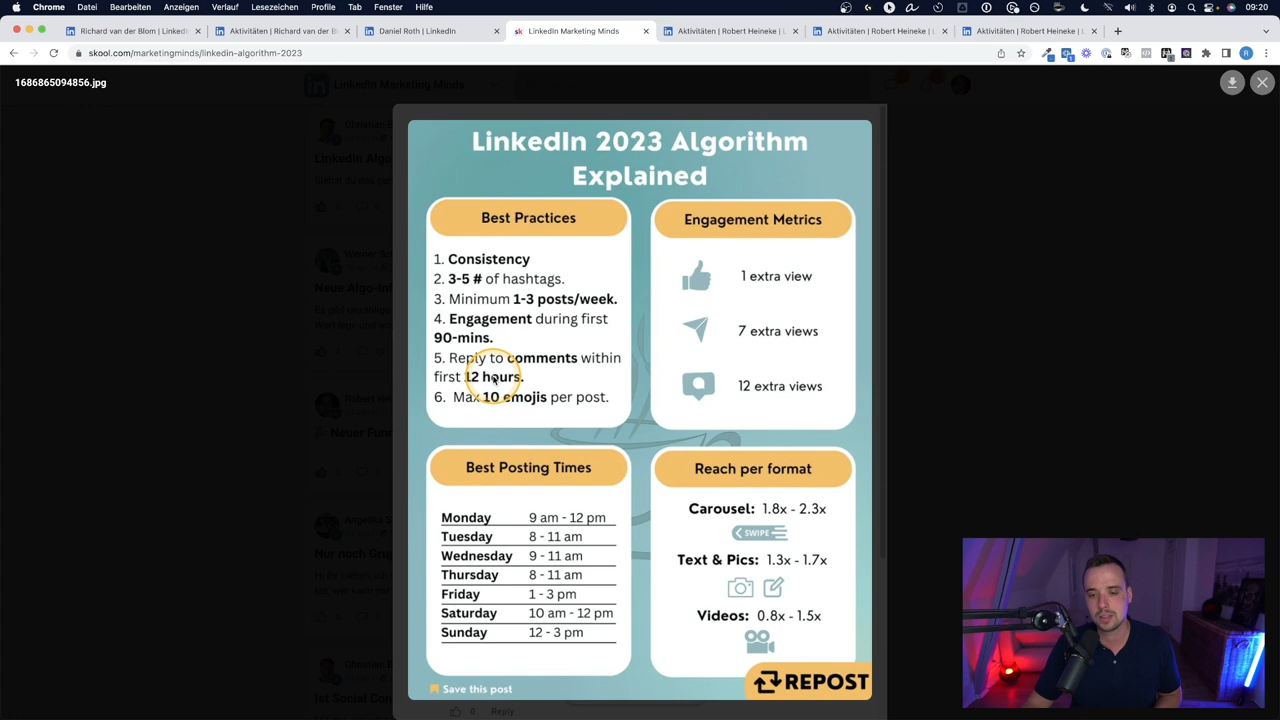 Chrome Datei Bearbeiten Anzeigen Verlauf Lesezeichen Profile Tab Fenster Hilfe 09:20
Richard van der Blom | LinkedIn Aktivitäten | Richard van der B Daniel Roth | LinkedIn LinkedIn Marketing Minds Aktivitäten | Robert Heineke | Aktivitäten | Robert Heineke | Aktivitäten | Robert Heineke |
skool.com/marketingminds/linkedin-algorithm-2023
1686865094856.jpg
LinkedIn Marketing Minds
LinkedIn 2023 Algorithm
Explained
Best Practices
1. Consistency
2. 3-5 # of hashtags.
3. Minimum 1-3 posts/week.
4. Engagement during first
90-mins.
5. Reply to comments within
first 12 hours.
6. Max 10 emojis per post.
Engagement Metrics
1 extra view
7 extra views
12 extra views
Best Posting Times
Monday 9 am - 12 pm
Tuesday 8 - 11 am
Wednesday 9 - 11 am
Thursday 8 - 11 am
Friday 1 - 3 pm
Saturday 10 am - 12 pm
Sunday 12 - 3 pm
Reach per format
Carousel: 1.8x - 2.3x
SWIPE
Text & Pics: 1.3x - 1.7x
Videos: 0.8x - 1.5x
Save this post
REPOST
0 Reply